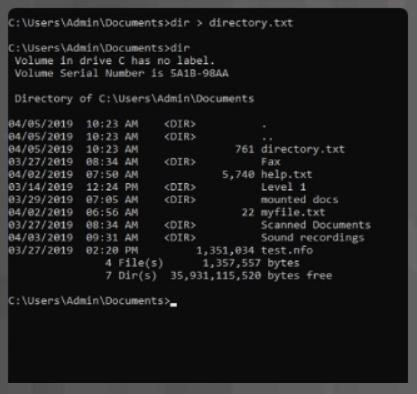 C:\Users\Admin\Documents>dir > directory.txt
C:\Users\Admin\Documents>dir
Volume in drive C has no label.
Volume Serial Number is 5A1B-98AA
Directory of C:\Users\Admin\Documents
04/05/2019 10:23 AM <DIR> .
04/05/2019 10:23 AM <DIR> ..
04/05/2019 10:23 AM 761 directory.txt
03/27/2019 08:34 AM <DIR> Fax
04/02/2019 07:50 AM 5,740 help.txt
03/14/2019 12:24 PM <DIR> Level 1
03/29/2019 07:05 AM <DIR> mounted docs
04/02/2019 06:56 AM 22 myfile.txt
03/27/2019 08:34 AM <DIR> Scanned Documents
04/03/2019 09:31 AM <DIR> Sound recordings
03/27/2019 02:20 PM 1,351,034 test.nfo
4 File(s) 1,357,557 bytes
7 Dir(s) 35,931,115,520 bytes free
C:\Users\Admin\Documents>_